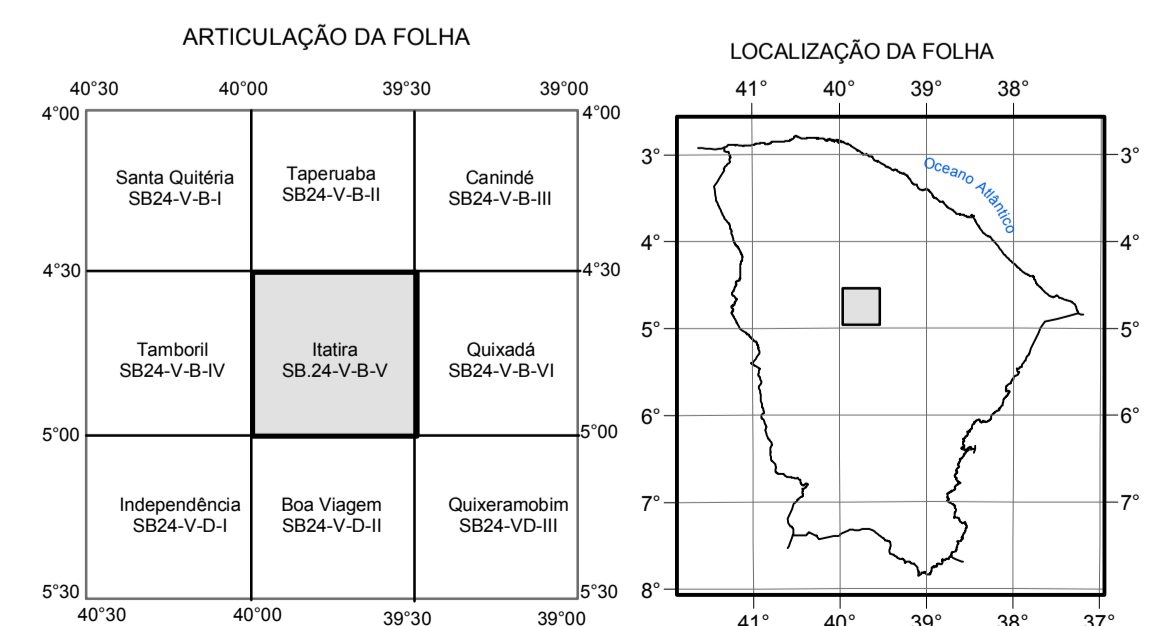 ARTICULAÇÃO DA FOLHA
40°30 40°00 39°30 39°00
4°00 4°00
Santa Quitéria Taperuaba Canindé
SB24-V-B-I SB24-V-B-II SB24-V-B-III
4°30 4°30
Tamboril Itatira Quixadá
SB24-V-B-IV SB.24-V-B-V SB24-V-B-VI
5°00 5°00
Independência Boa Viagem Quixeramobim
SB24-V-D-I SB24-V-D-II SB24-VD-III
5°30 5°30
40°30 40°00 39°30 39°00
LOCALIZAÇÃO DA FOLHA
41° 40° 39° 38°
3° 3°
Oceano Atlântico
4° 4°
5° 5°
6° 6°
7° 7°
8°
41° 40° 39° 38° 37°